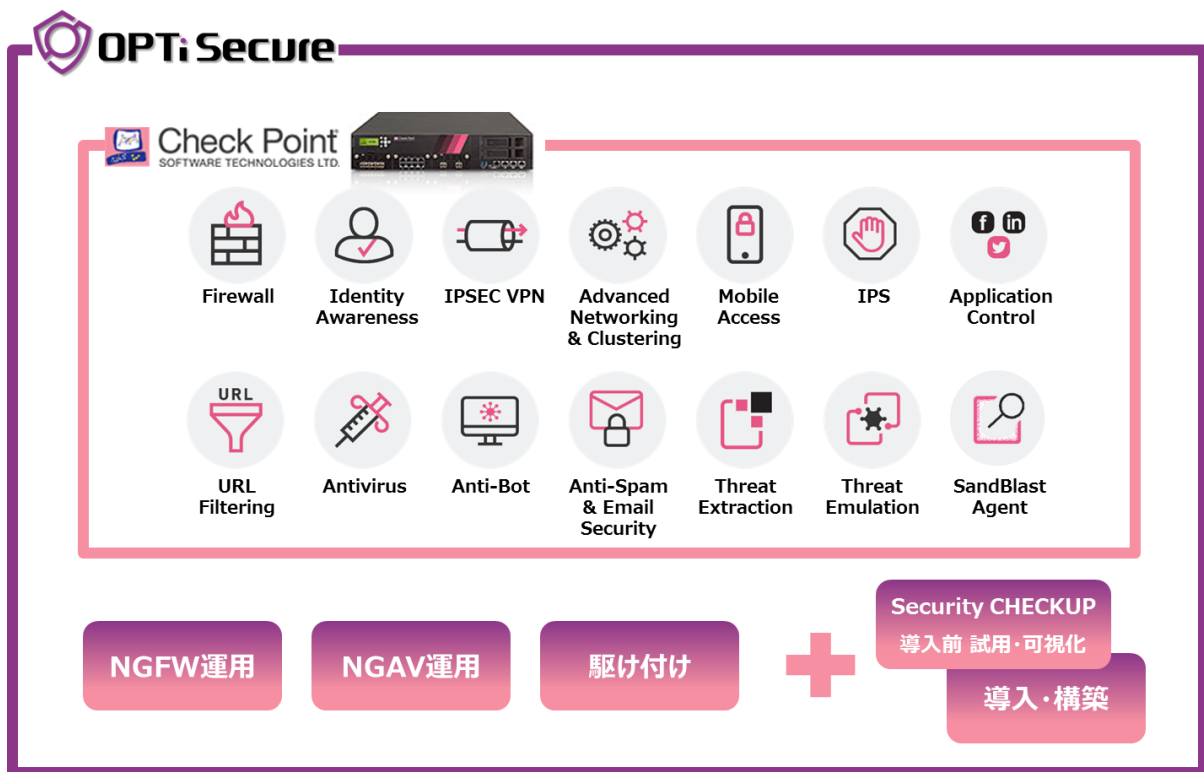 OPTi Secure
Check Point
SOFTWARE TECHNOLOGIES LTD.
Firewall
Identity
Awareness
IPSEC VPN
Advanced
Networking
& Clustering
Mobile
Access
IPS
Application
Control
URL
URL
Filtering
Antivirus
Anti-Bot
Anti-Spam
& Email
Security
Threat
Extraction
Threat
Emulation
SandBlast
Agent
NGFW運用
NGAV運用
駆け付け
Security CHECKUP
導入前 試用・可視化
導入・構築